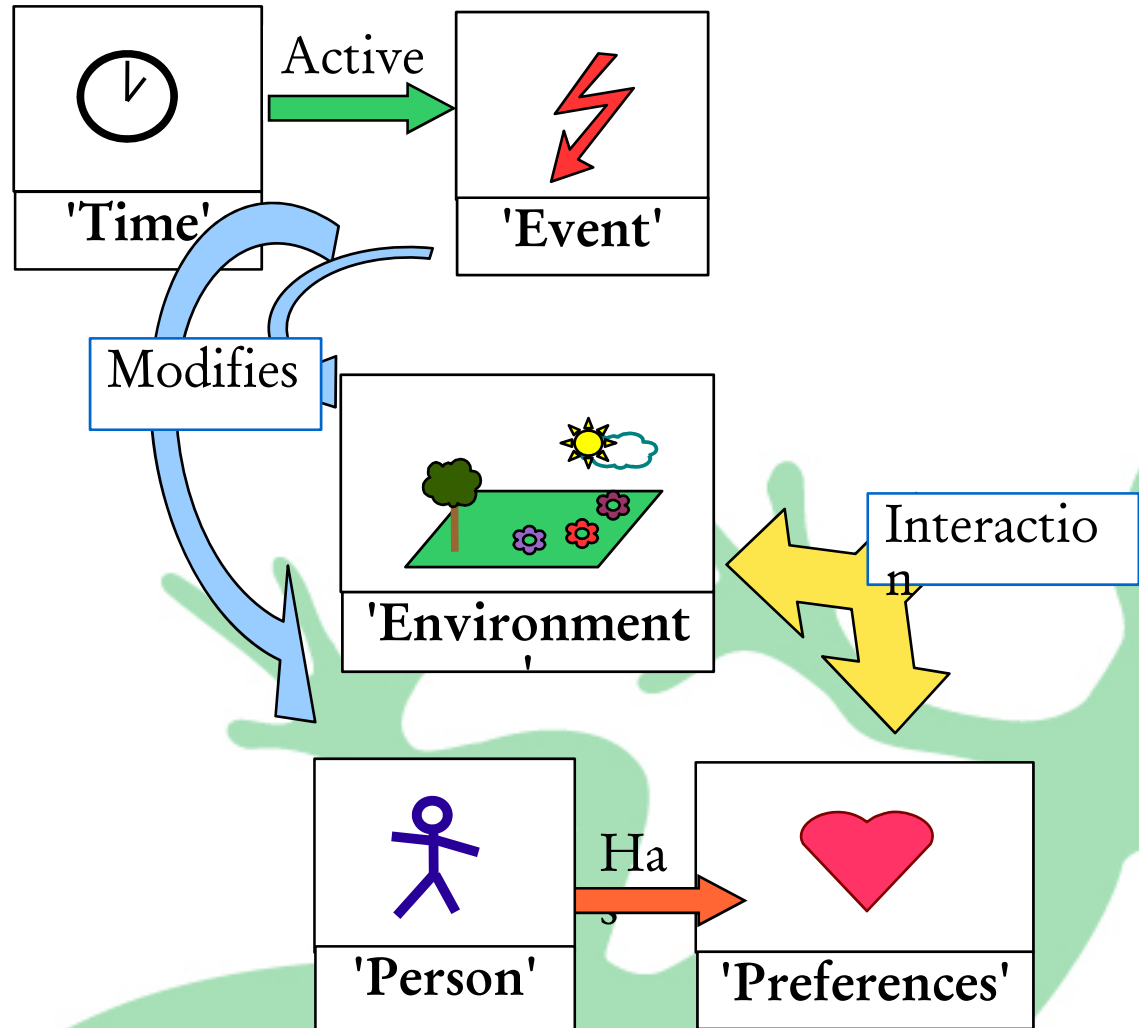 Active
'Time'
'Event'
Modifies
Interactio
n
'Environment
'
Ha
s
'Person'
'Preferences'